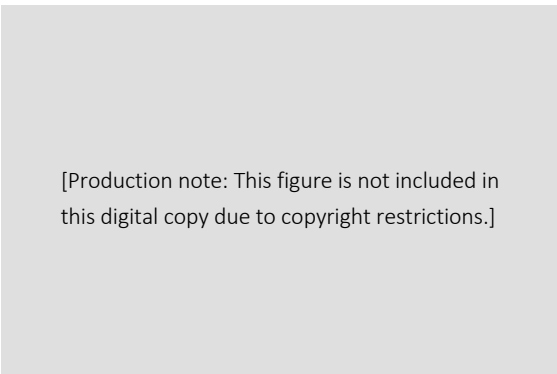 [Production note: This figure is not included in
this digital copy due to copyright restrictions.]